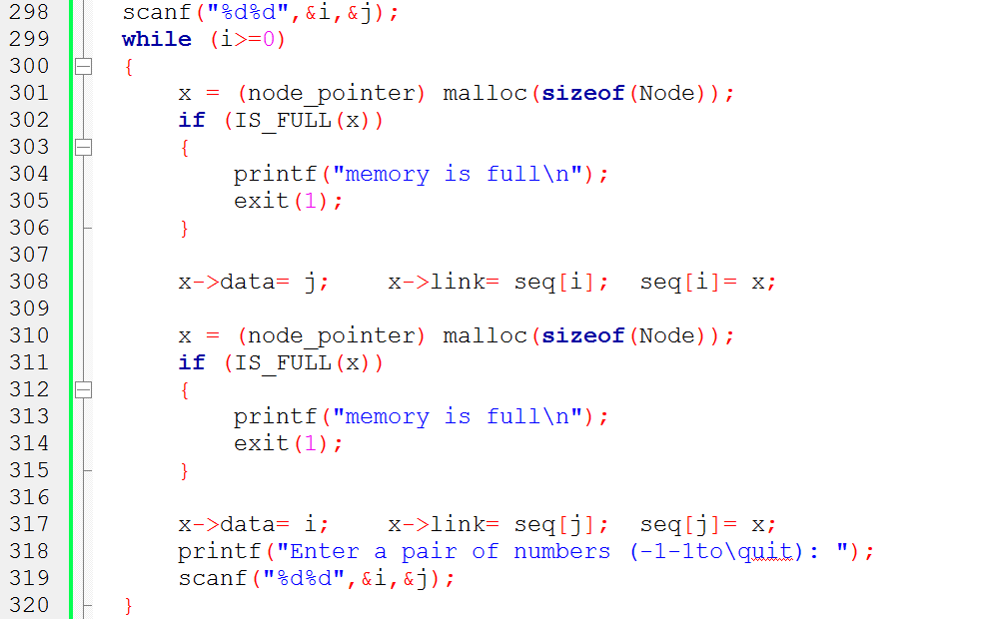 298 scanf("%d%d",&i,&j);
299 while (i>=0)
300 {
301 x = (node_pointer) malloc(sizeof(Node));
302 if (IS_FULL(x))
303 {
304 printf("memory is full\n");
305 exit(1);
306 }
307
308 x->data= j;    x->link= seq[i];  seq[i]= x;
309
310 x = (node_pointer) malloc(sizeof(Node));
311 if (IS_FULL(x))
312 {
313 printf("memory is full\n");
314 exit(1);
315 }
316
317 x->data= i;    x->link= seq[j];  seq[j]= x;
318 printf("Enter a pair of numbers (-1-1to\quit): ");
319 scanf("%d%d",&i,&j);
320 }